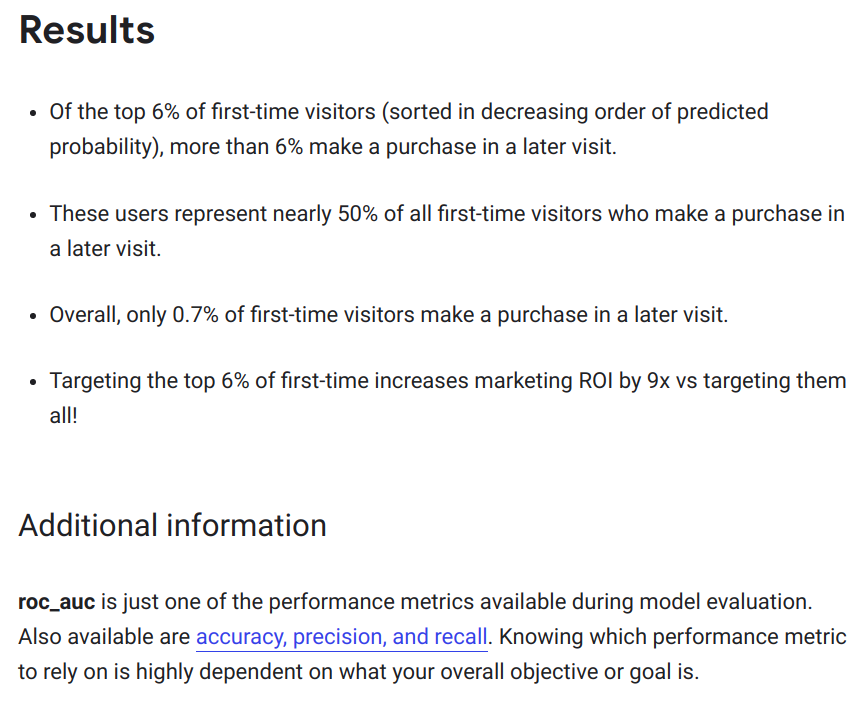 Results
• Of the top 6% of first-time visitors (sorted in decreasing order of predicted
probability), more than 6% make a purchase in a later visit.
• These users represent nearly 50% of all first-time visitors who make a purchase in
a later visit.
• Overall, only 0.7% of first-time visitors make a purchase in a later visit.
• Targeting the top 6% of first-time increases marketing ROI by 9x vs targeting them
all!
Additional information
roc_auc is just one of the performance metrics available during model evaluation.
Also available are accuracy, precision, and recall. Knowing which performance metric
to rely on is highly dependent on what your overall objective or goal is.